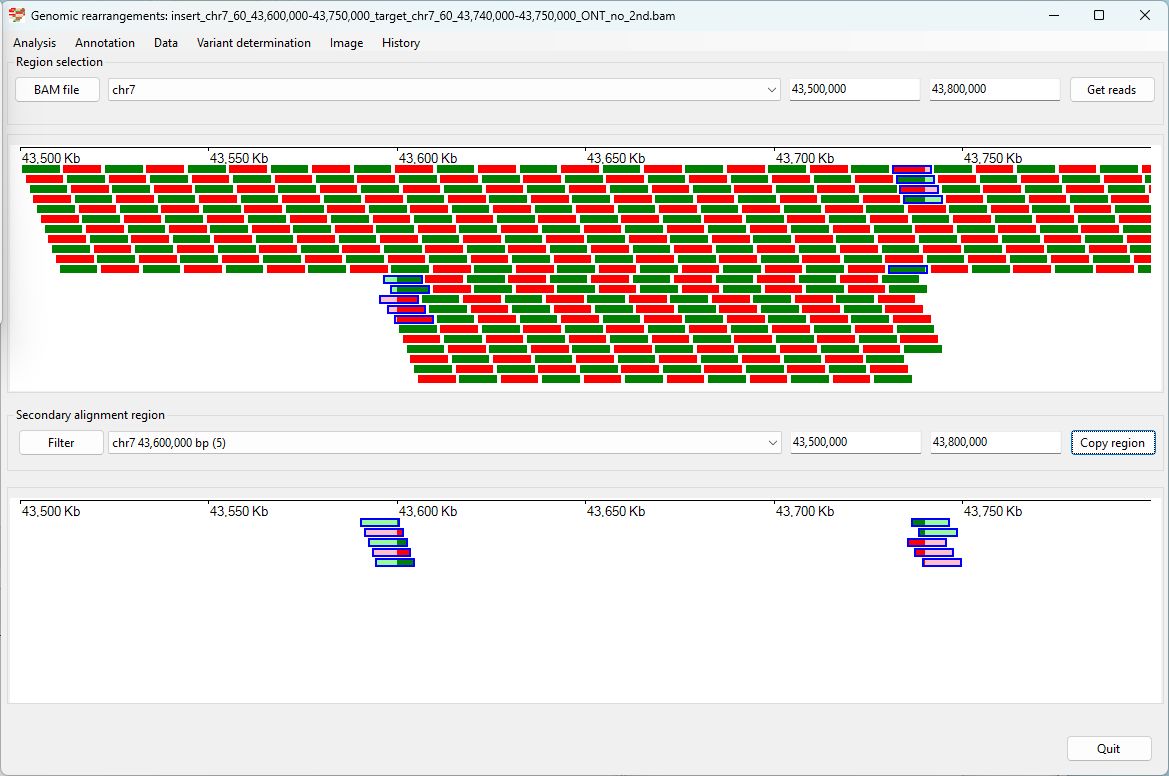 Genomic rearrangements: insert_chr7_60_43,600,000-43,750,000_target_chr7_60_43,740,000-43,750,000_ONT_no_2nd.bam
Analysis Annotation Data Variant determination Image History
Region selection
BAM file chr7 43,500,000 43,800,000 Get reads
43,500 Kb 43,550 Kb 43,600 Kb 43,650 Kb 43,700 Kb 43,750 Kb
Secondary alignment region
Filter chr7 43,600,000 bp (5) 43,500,000 43,800,000 Copy region
43,500 Kb 43,550 Kb 43,600 Kb 43,650 Kb 43,700 Kb 43,750 Kb
Quit